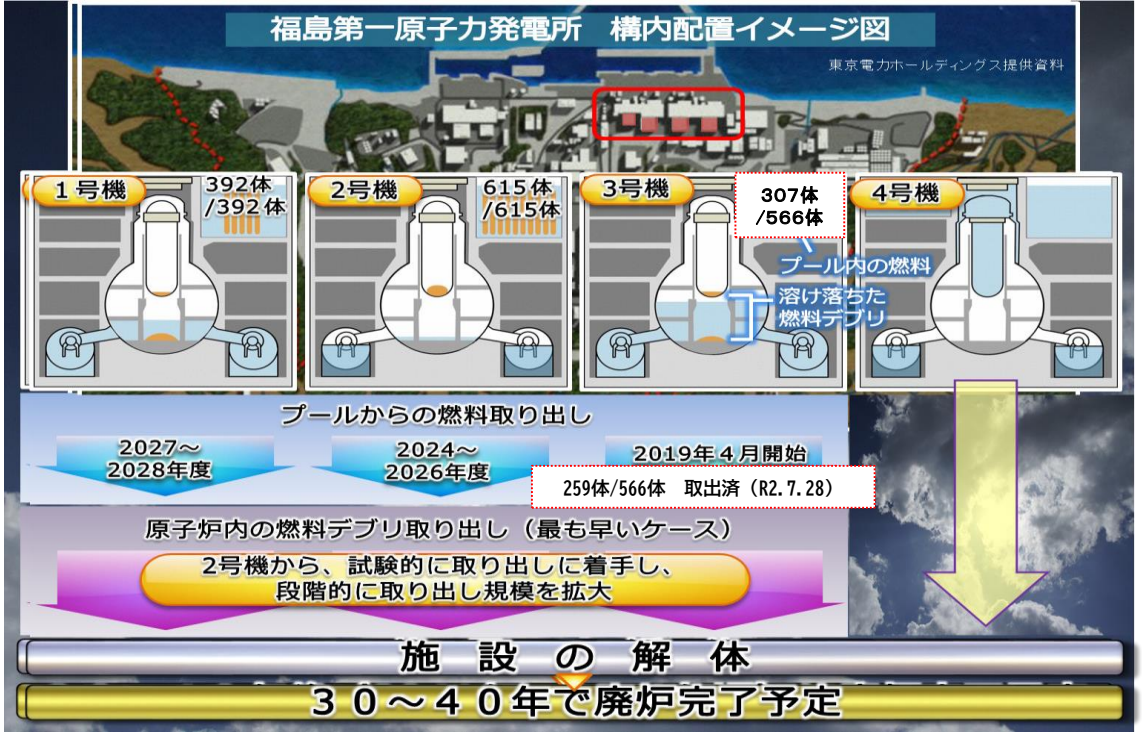 福島第一原子力発電所　構内配置イメージ図
東京電力ホールディングス提供資料
1号機
392体
/392体
2号機
615体
/615体
3号機
307体
/566体
4号機
プール内の燃料
溶け落ちた
燃料デブリ
プールからの燃料取り出し
2027～
2028年度
2024～
2026年度
2019年4月開始
259体/566体　取出済（R2.7.28）
原子炉内の燃料デブリ取り出し（最も早いケース）
2号機から、試験的に取り出しに着手し、
段階的に取り出し規模を拡大
施設の解体
30～40年で廃炉完了予定